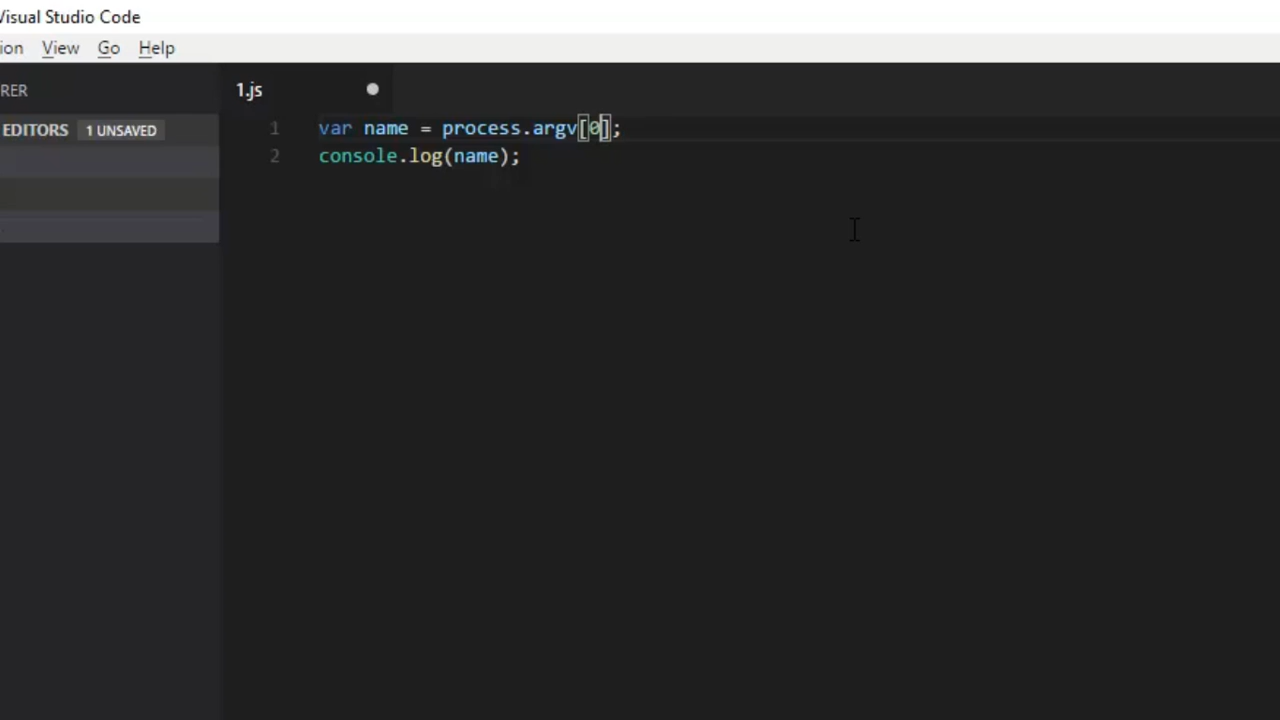 Visual Studio Code
ion View Go Help
RER
1.js
EDITORS 1 UNSAVED
1 var name = process.argv[0];
2 console.log(name);